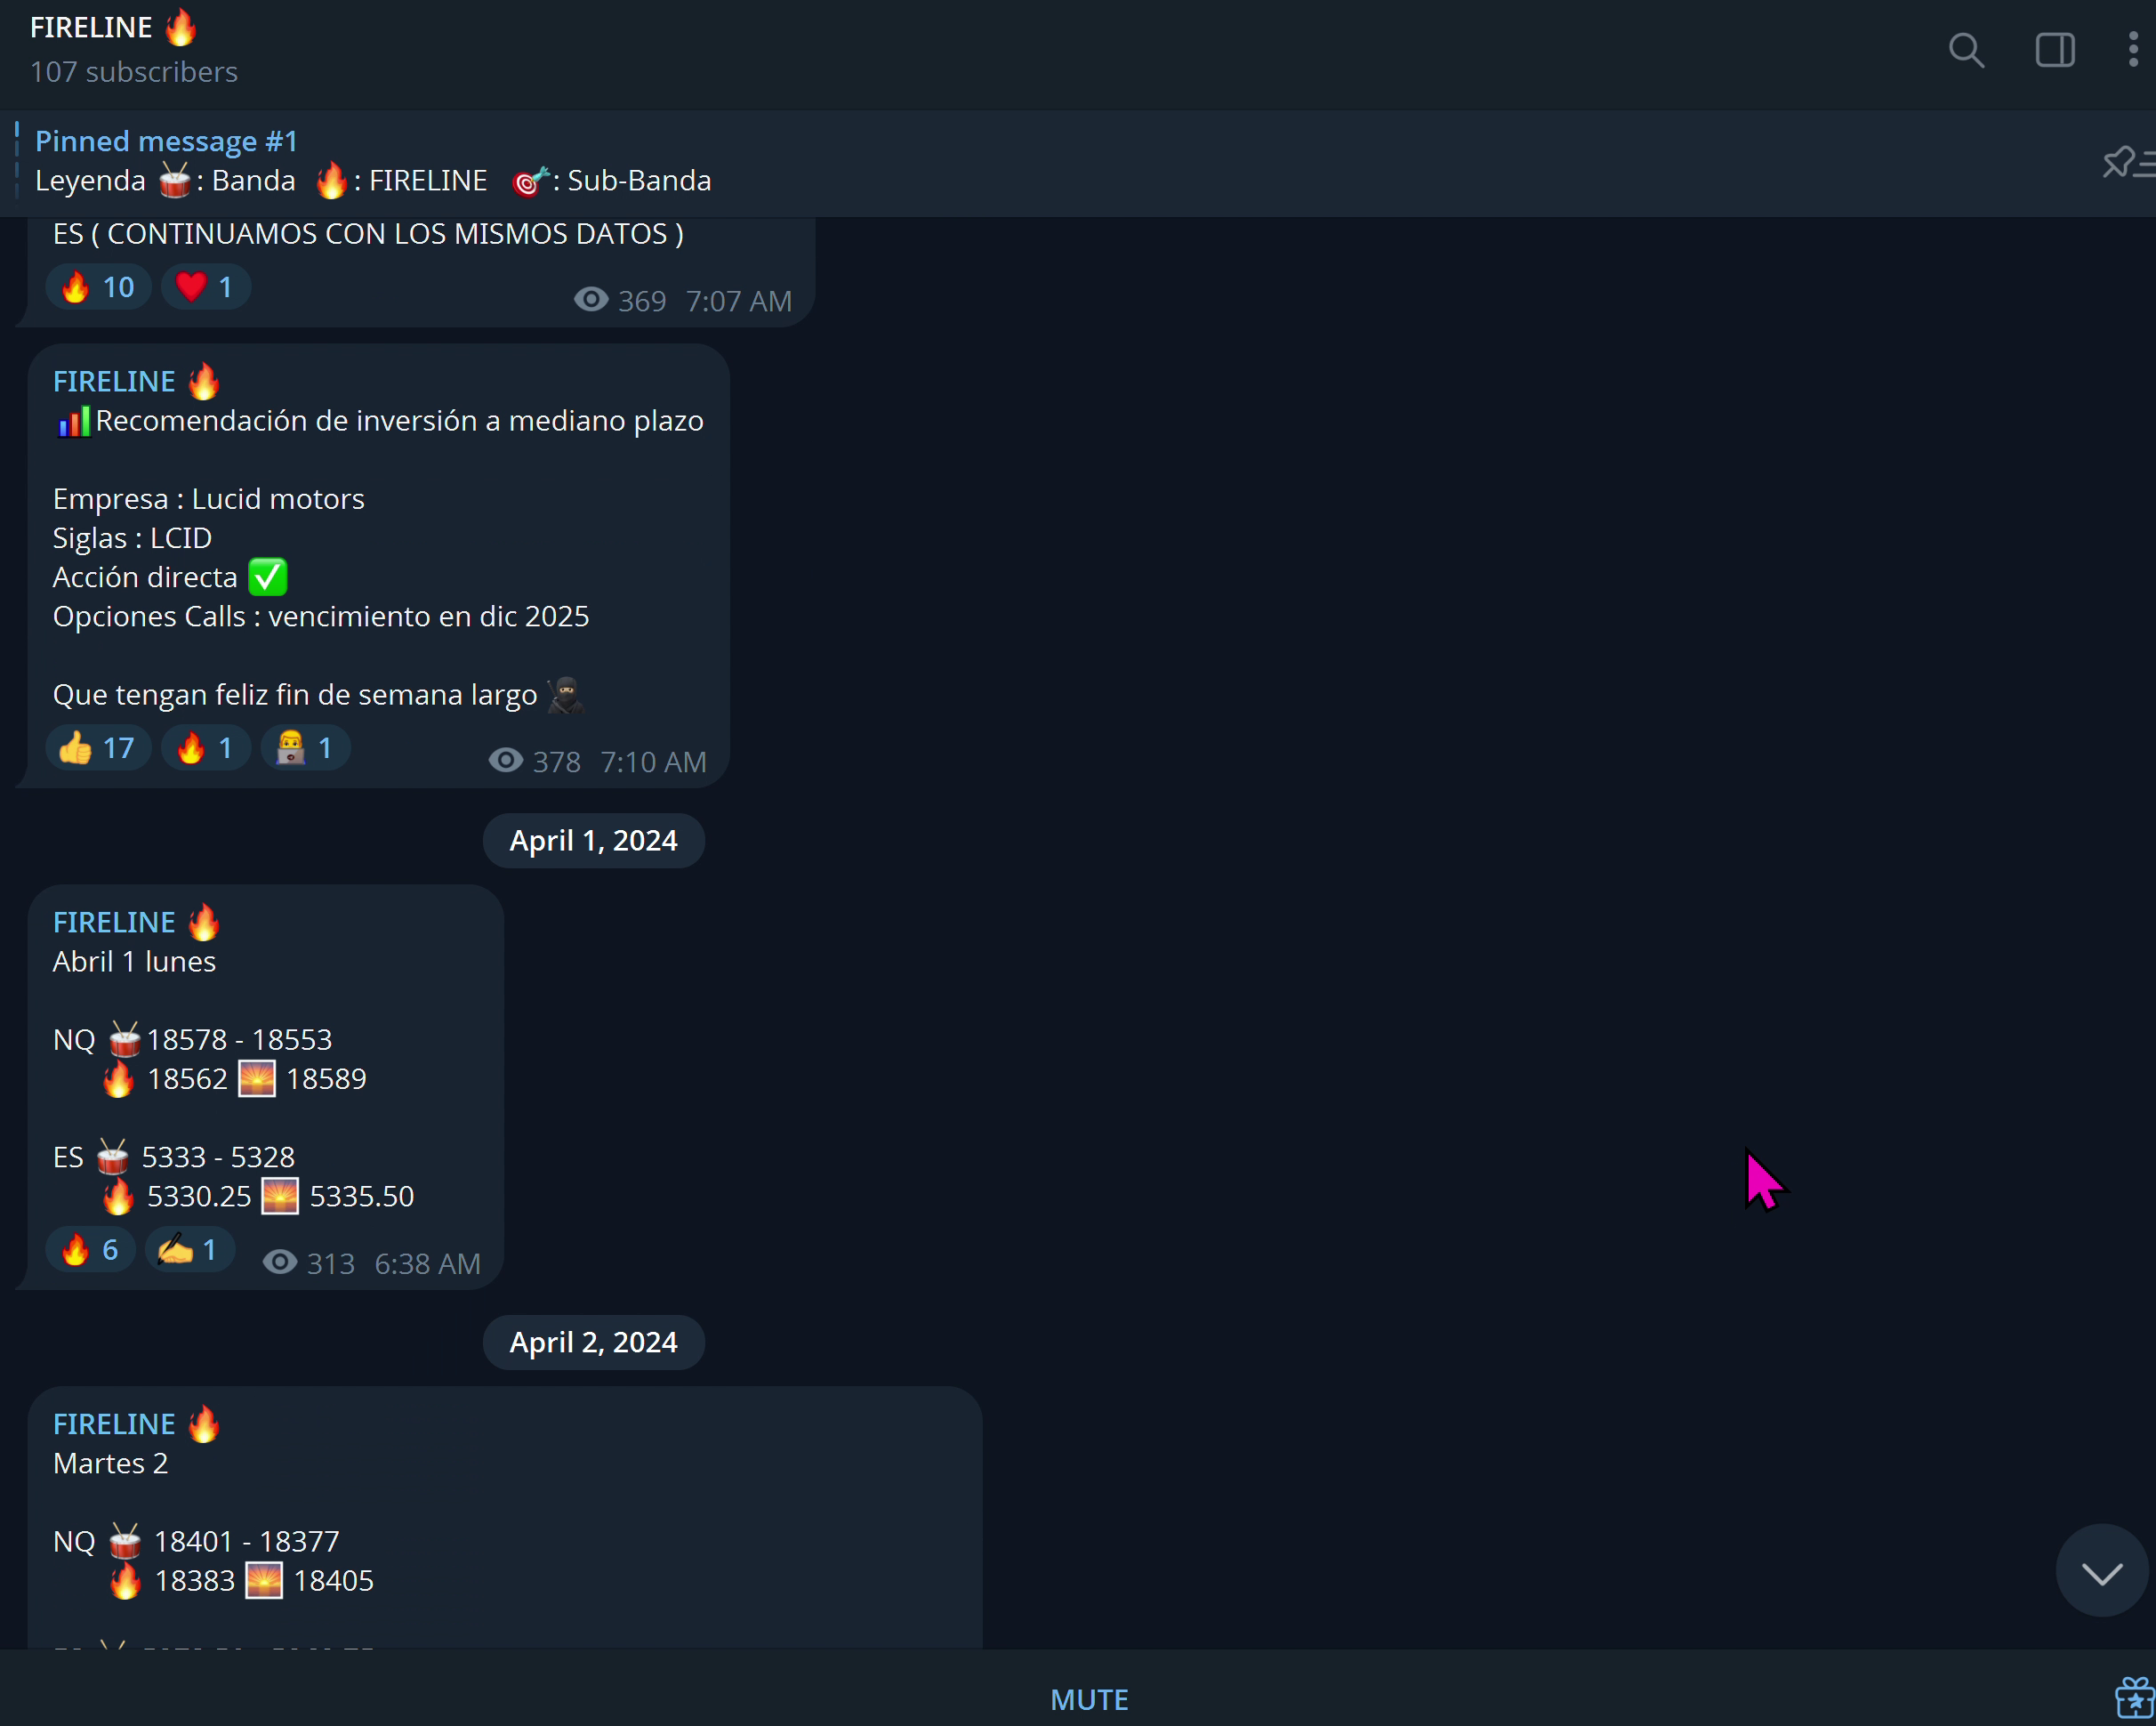 FIRELINE 🔥
107 subscribers
Pinned message #1
Leyenda 🥁: Banda 🔥: FIRELINE 🎯: Sub-Banda
ES ( CONTINUAMOS CON LOS MISMOS DATOS )
🔥 10 ❤️ 1 369 7:07 AM
FIRELINE 🔥
📊Recomendación de inversión a mediano plazo
Empresa : Lucid motors
Siglas : LCID
Acción directa ✅
Opciones Calls : vencimiento en dic 2025
Que tengan feliz fin de semana largo 🥷
👍 17 🔥 1 👨‍💻 1 378 7:10 AM
April 1, 2024
FIRELINE 🔥
Abril 1 lunes
NQ 🥁 18578 - 18553
🔥 18562 🌅 18589
ES 🥁 5333 - 5328
🔥 5330.25 🌅 5335.50
🔥 6 ✍️ 1 313 6:38 AM
April 2, 2024
FIRELINE 🔥
Martes 2
NQ 🥁 18401 - 18377
🔥 18383 🌅 18405
MUTE